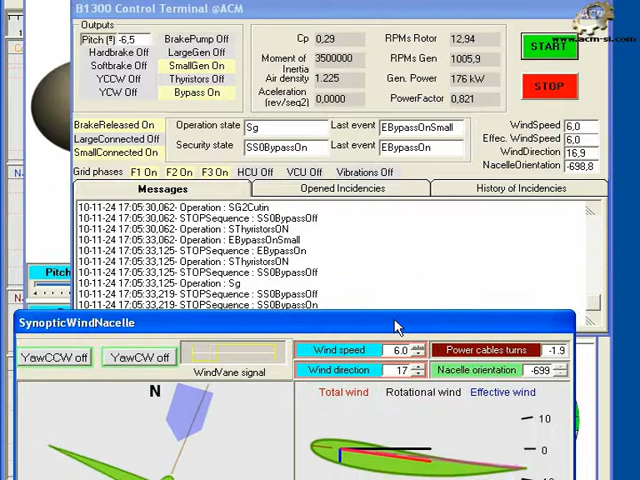 B1300 Control Terminal @ACM
Outputs
Pitch (º) -6,5
BrakePump Off
Hardbrake Off
LargeGen Off
Softbrake Off
SmallGen On
YCCW Off
Thyristors Off
YCW Off
Bypass On
Cp 0,29
RPMs Rotor 12,94
Moment of Inertia 3500000
RPMs Gen 1005,9
Air density 1.225
Gen. Power 176 kW
Acceleration (rev/seg2) 0,0000
PowerFactor 0,821
START
STOP
www.acm-sl.com
BrakeReleased On
LargeConnected Off
SmallConnected On
Operation state Sg
Last event EBypassOnSmall
Security state SS0BypassOn
Last event EBypassOn
WindSpeed 6,0
Effec. WindSpeed 6,0
WindDirection 16,9
NacelleOrientation -698,8
Grid phases F1 On F2 On F3 On HCU Off VCU Off Vibrations Off
Messages
Opened Incidencies
History of Incidencies
10-11-24 17:05:30,062- Operation : SG2Cutin
10-11-24 17:05:30,062- STOPSequence : SS0BypassOff
10-11-24 17:05:30,062- Operation : SThyristorsON
10-11-24 17:05:33,062- Operation : EBypassOnSmall
10-11-24 17:05:33,125- STOPSequence : EBypassOn
10-11-24 17:05:33,125- STOPSequence : SS0BypassOff
10-11-24 17:05:33,125- Operation : Sg
10-11-24 17:05:33,219- STOPSequence : SS0BypassOff
10-11-24 17:05:33,219- STOPSequence : SS0BypassOn
Pitch
SynopticWindNacelle
YawCCW off
YawCW off
WindVane signal
Wind speed 6.0
Power cables turns -1.9
Wind direction 17
Nacelle orientation -699
N
Total wind
Rotational wind
Effective wind
10
0
-10